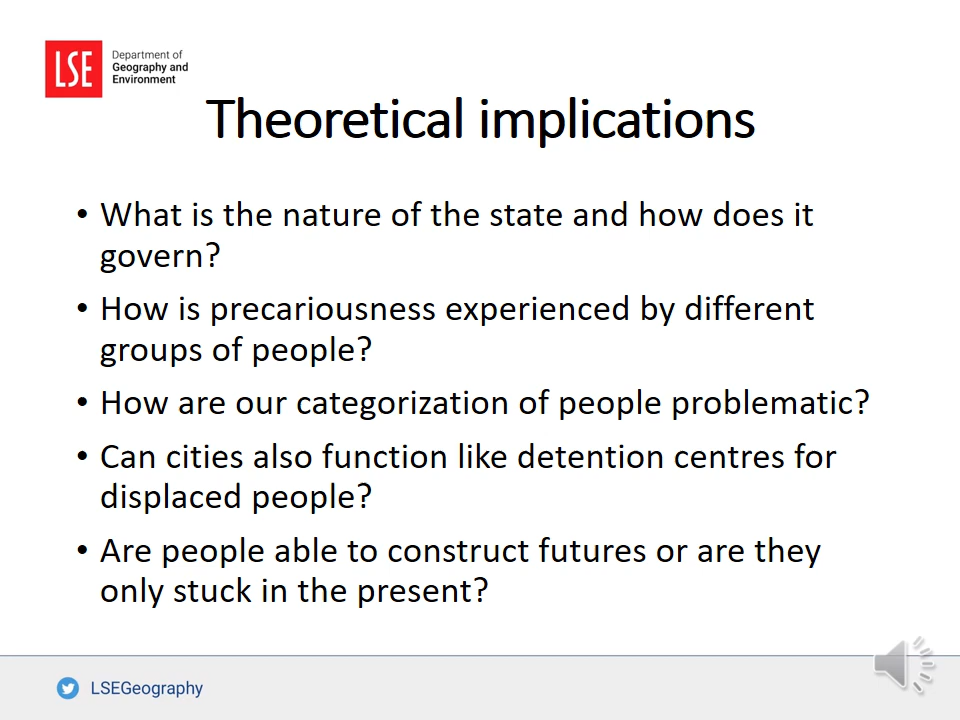 LSE
Department of
Geography and
Environment
Theoretical implications
• What is the nature of the state and how does it
govern?
• How is precariousness experienced by different
groups of people?
• How are our categorization of people problematic?
• Can cities also function like detention centres for
displaced people?
• Are people able to construct futures or are they
only stuck in the present?
LSEGeography